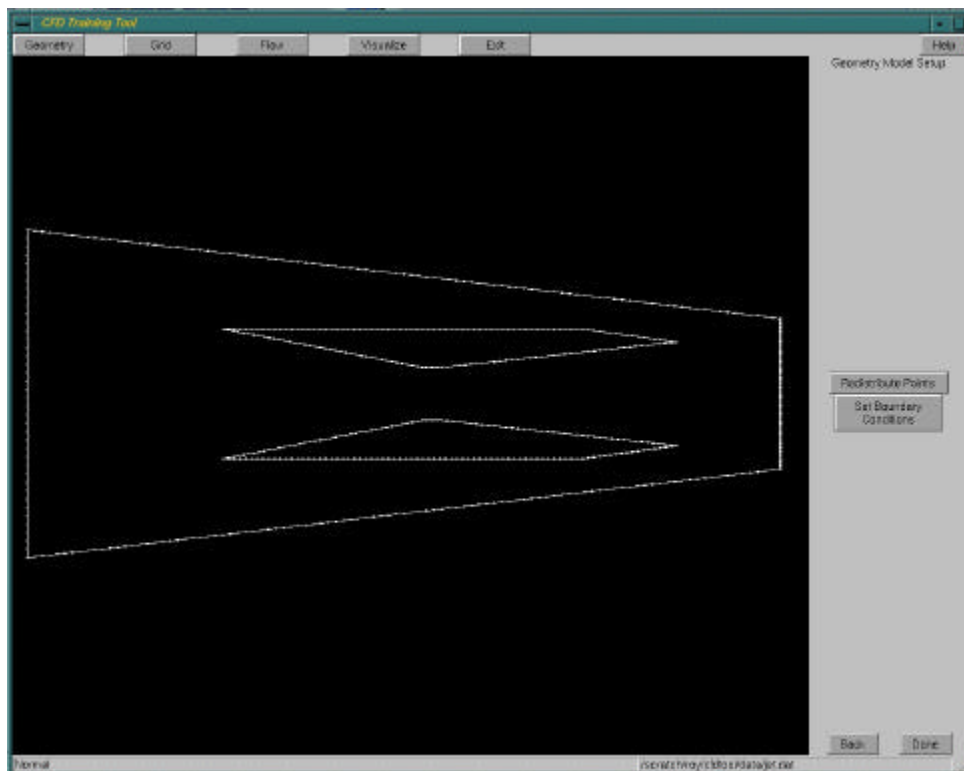 CFD Training Tool
Geometry Grid Flow Visualize Exit Help
Geometry Model Setup
Redistribute Points
Set Boundary
Conditions
Back Done
Normal